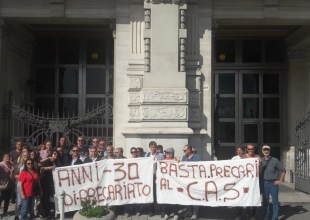 ANNI-30
DI-PRECARIATO
BASTA.PRECARI
AL -C.A.S-